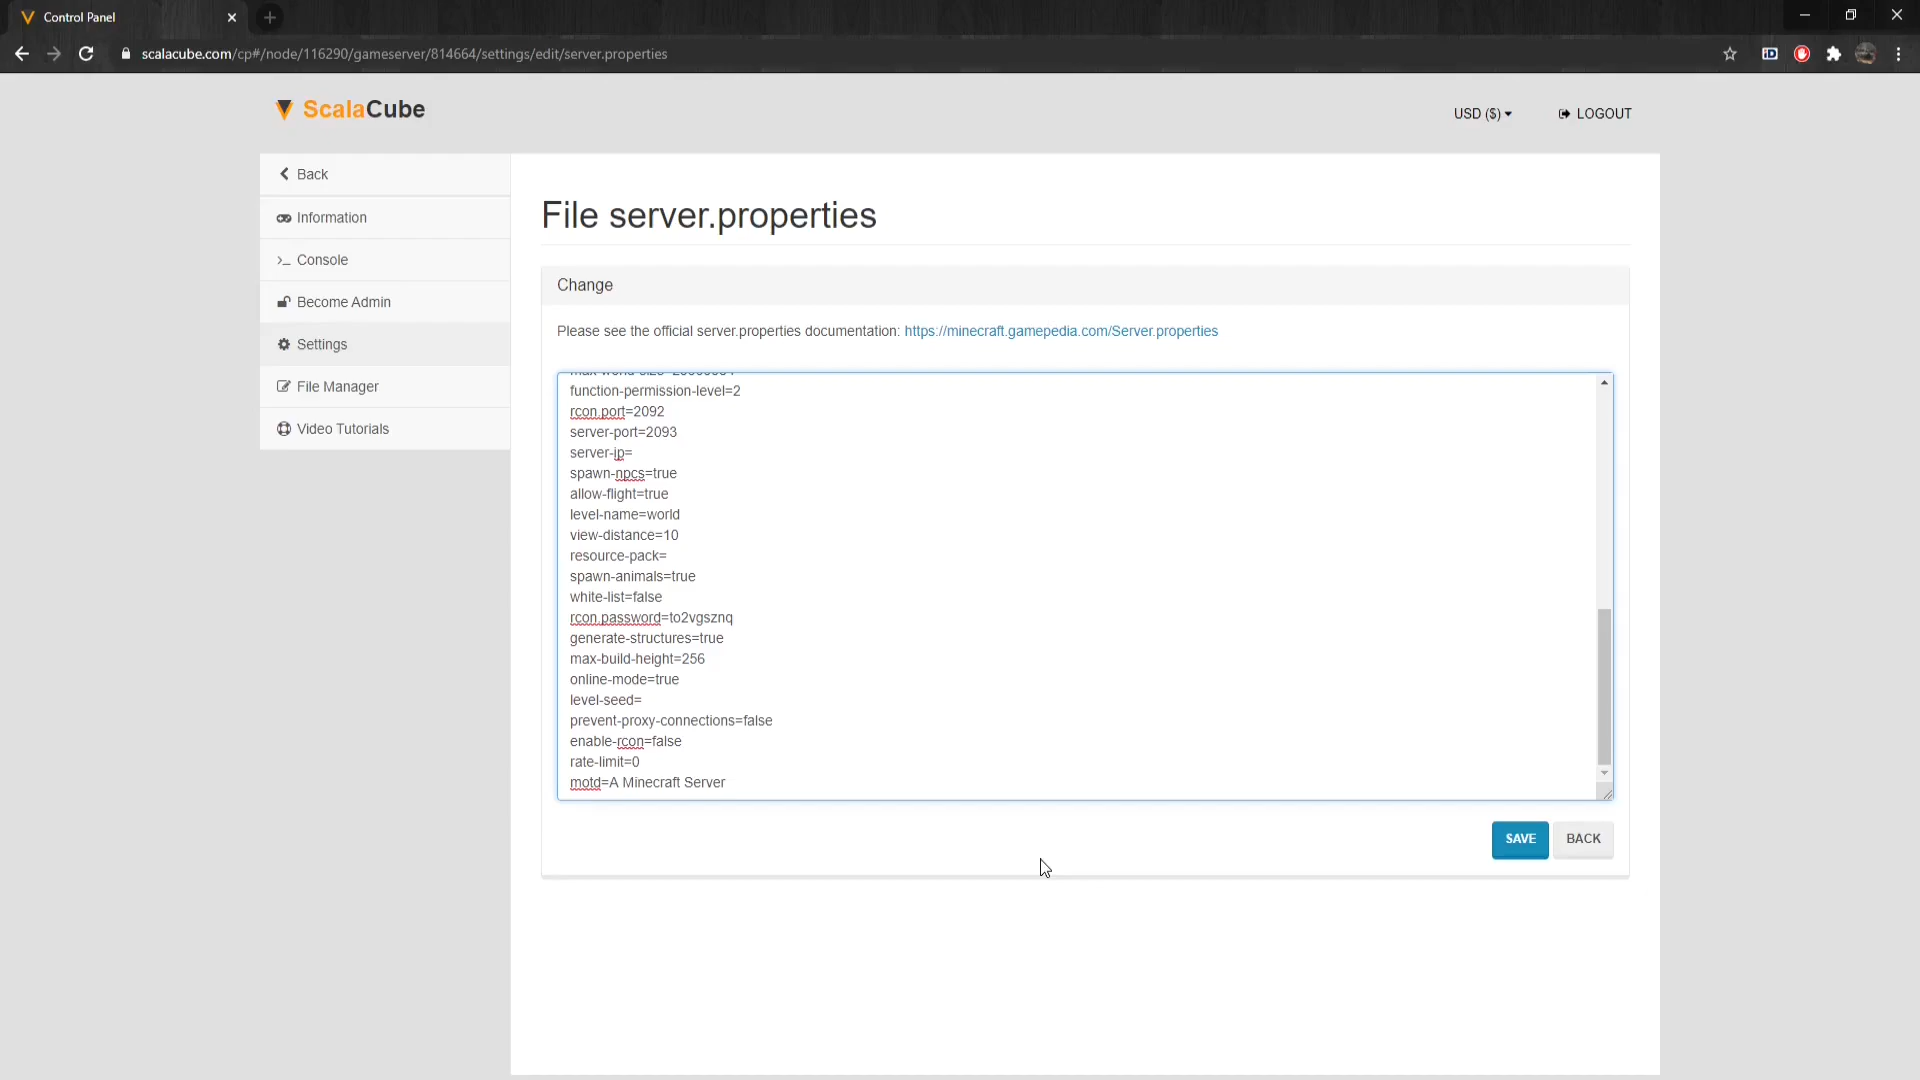 Control Panel
scalacube.com/cp#/node/116290/gameserver/814664/settings/edit/server.properties
ScalaCube
USD ($)
LOGOUT
Back
Information
Console
Become Admin
Settings
File Manager
Video Tutorials
File server.properties
Change
Please see the official server.properties documentation: https://minecraft.gamepedia.com/Server.properties
function-permission-level=2
rcon.port=2092
server-port=2093
server-ip=
spawn-npcs=true
allow-flight=true
level-name=world
view-distance=10
resource-pack=
spawn-animals=true
white-list=false
rcon.password=to2vgsznq
generate-structures=true
max-build-height=256
online-mode=true
level-seed=
prevent-proxy-connections=false
enable-rcon=false
rate-limit=0
motd=A Minecraft Server
SAVE
BACK